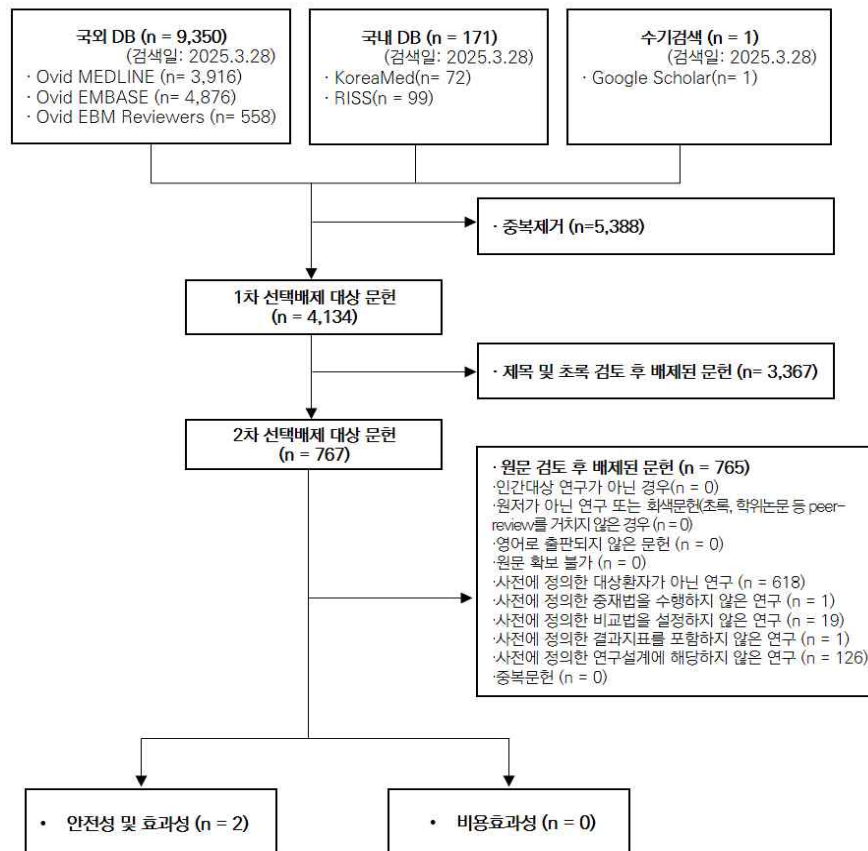 국외 DB (n = 9,350)
(검색일: 2025.3.28)
· Ovid MEDLINE (n= 3,916)
· Ovid EMBASE (n= 4,876)
· Ovid EBM Reviewers (n= 558)
국내 DB (n = 171)
(검색일: 2025.3.28)
· KoreaMed(n= 72)
· RISS(n = 99)
수기검색 (n = 1)
(검색일: 2025.3.28)
· Google Scholar(n= 1)
· 중복제거 (n=5,388)
1차 선택배제 대상 문헌
(n = 4,134)
· 제목 및 초록 검토 후 배제된 문헌 (n= 3,367)
2차 선택배제 대상 문헌
(n = 767)
· 원문 검토 후 배제된 문헌 (n = 765)
·인간대상 연구가 아닌 경우(n = 0)
·원저가 아닌 연구 또는 회색문헌(초록, 학위논문 등 peer-
review를 거치지 않은 경우 (n = 0)
·영어로 출판되지 않은 문헌 (n = 0)
·원문 확보 불가 (n = 0)
·사전에 정의한 대상환자가 아닌 연구 (n = 618)
·사전에 정의한 중재법을 수행하지 않은 연구 (n = 1)
·사전에 정의한 비교법을 설정하지 않은 연구 (n = 19)
·사전에 정의한 결과지표를 포함하지 않은 연구 (n = 1)
·사전에 정의한 연구설계에 해당하지 않은 연구 (n = 126)
·중복문헌 (n = 0)
• 안전성 및 효과성 (n = 2)
• 비용효과성 (n = 0)